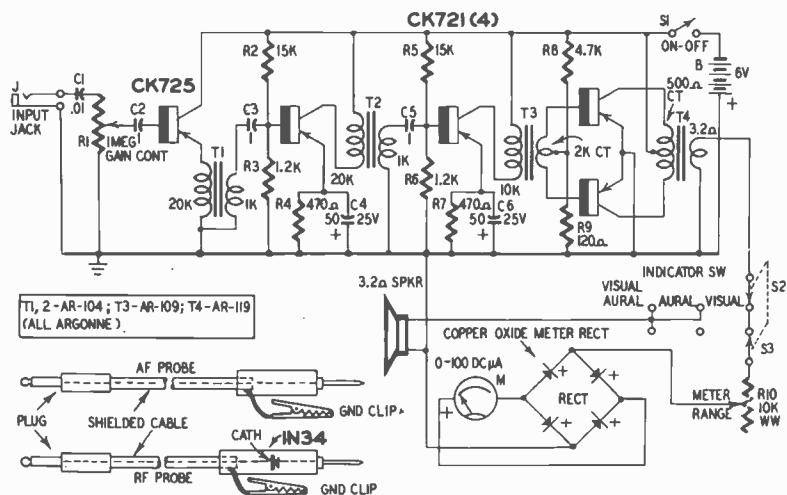 CK721(4)
CK725
J
INPUT
JACK
C1
.01
R1
1MEG
GAIN CONT
C2
1
T1
20K
1K
R2
15K
C3
1
R3
1.2K
R4
470Ω
50
C4
25V
+
20K
T2
1K
C5
1
R5
15K
R6
1.2K
R7
470Ω
50
C6
25V
+
10K
T3
2K CT
R8
4.7K
R9
120Ω
500Ω
CT
T4
3.2Ω
S1
ON-OFF
B
6V
+
T1, 2-AR-104; T3-AR-109; T4-AR-119
(ALL ARGONNE)
3.2Ω SPKR
INDICATOR SW
VISUAL
AURAL
AURAL
VISUAL
S2
S3
COPPER OXIDE METER RECT
0-100 DC μA
M
+
RECT
+
+
+
+
METER
RANGE
R10
10K
WW
AF PROBE
GND CLIP
PLUG
SHIELDED CABLE
CATH
1N34
RF PROBE
GND CLIP